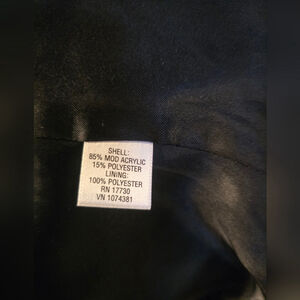 SHELL:
85% MOD ACRYLIC
15% POLYESTER
LINING:
100% POLYESTER
RN 17730
VN 1074381